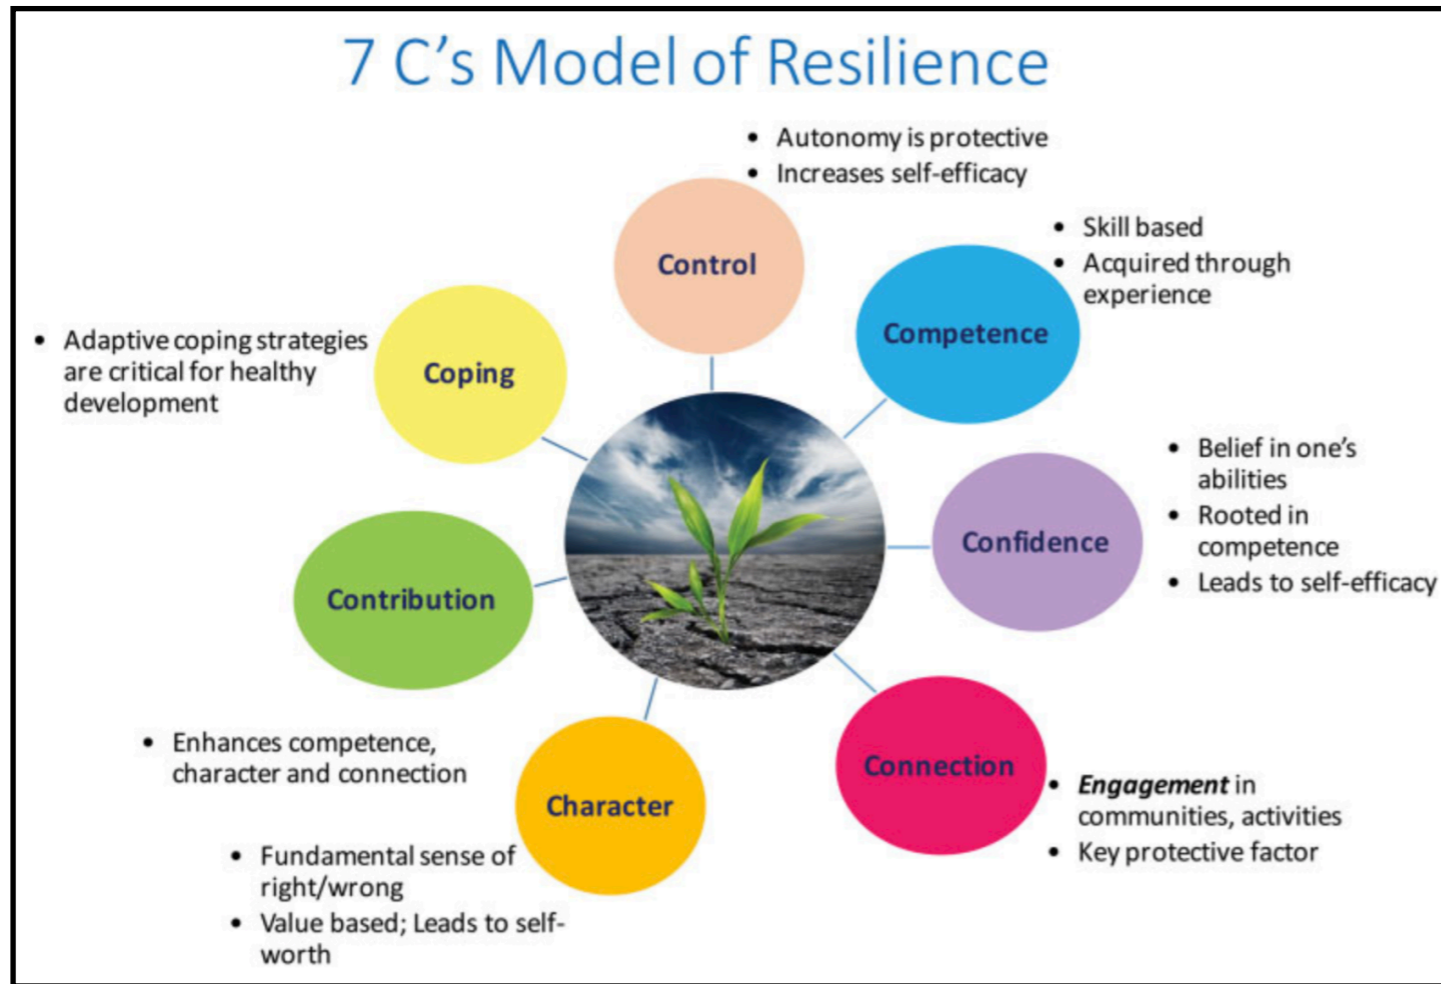 7 C’s Model of Resilience
• Autonomy is protective
• Increases self-efficacy
Control
• Skill based
• Acquired through
experience
Competence
• Belief in one’s
abilities
• Rooted in
competence
• Leads to self-efficacy
Confidence
Connection
• Engagement in
communities, activities
• Key protective factor
Character
• Fundamental sense of
right/wrong
• Value based; Leads to self-
worth
Contribution
• Enhances competence,
character and connection
Coping
• Adaptive coping strategies
are critical for healthy
development